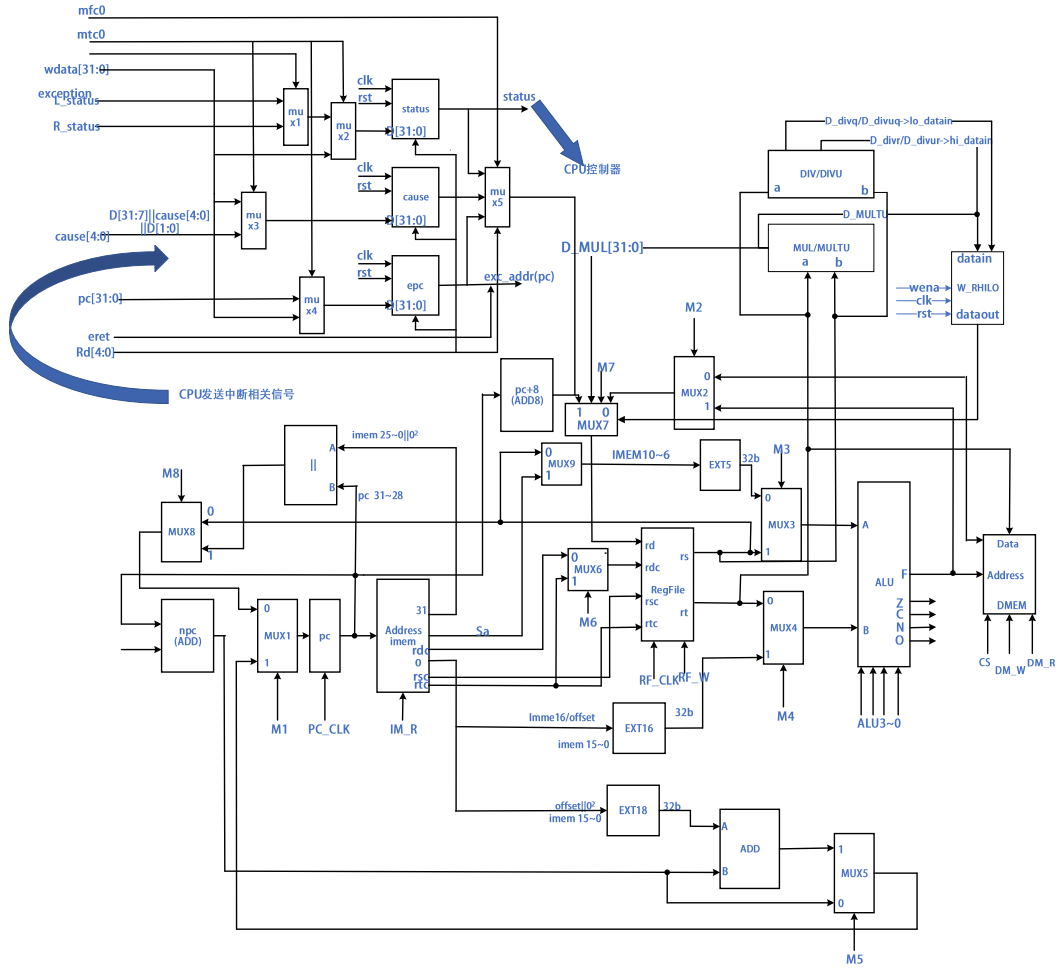 mfc0
mtc0
wdata[31:0]
exception
L_status
R_status
mu
x1
mu
x2
clk
rst
status
D[31:0]
status
CPU控制器
clk
rst
cause
D[31:0]
mu
x5
mu
x3
D[31:7]||cause[4:0]
||D[1:0]
cause[4:0]
clk
rst
epc
D[31:0]
exc_addr(pc)
pc[31:0]
mu
x4
eret
Rd[4:0]
CPU发送中断相关信号
D_divq/D_divuq->lo_datain
D_divr/D_divur->hi_datain
DIV/DIVU
a
b
D_MULTU
MUL/MULTU
a
b
D_MUL[31:0]
datain
W_RHILO
dataout
wena
clk
rst
M2
0
MUX2
1
M7
pc+8
(ADD8)
1
0
MUX7
imem 25~0||0²
A
||
B
pc 31~28
M8
0
MUX8
1
0
MUX9
1
IMEM10~6
EXT5
32b
M3
0
MUX3
1
rd
rs
rdc
RegFile
rsc
rt
rtc
0
MUX6
1
M6
RF_CLK
RF_W
A
ALU
F
B
Z
C
N
O
ALU3~0
Data
Address
DMEM
CS
DM_W
DM_R
0
MUX4
1
M4
npc
(ADD)
0
MUX1
1
M1
pc
PC_CLK
31
Address
imem
rdc
0
rsc
rtc
IM_R
Sa
Imme16/offset
imem 15~0
EXT16
32b
offset||0²
imem 15~0
EXT18
32b
A
ADD
B
1
MUX5
0
M5